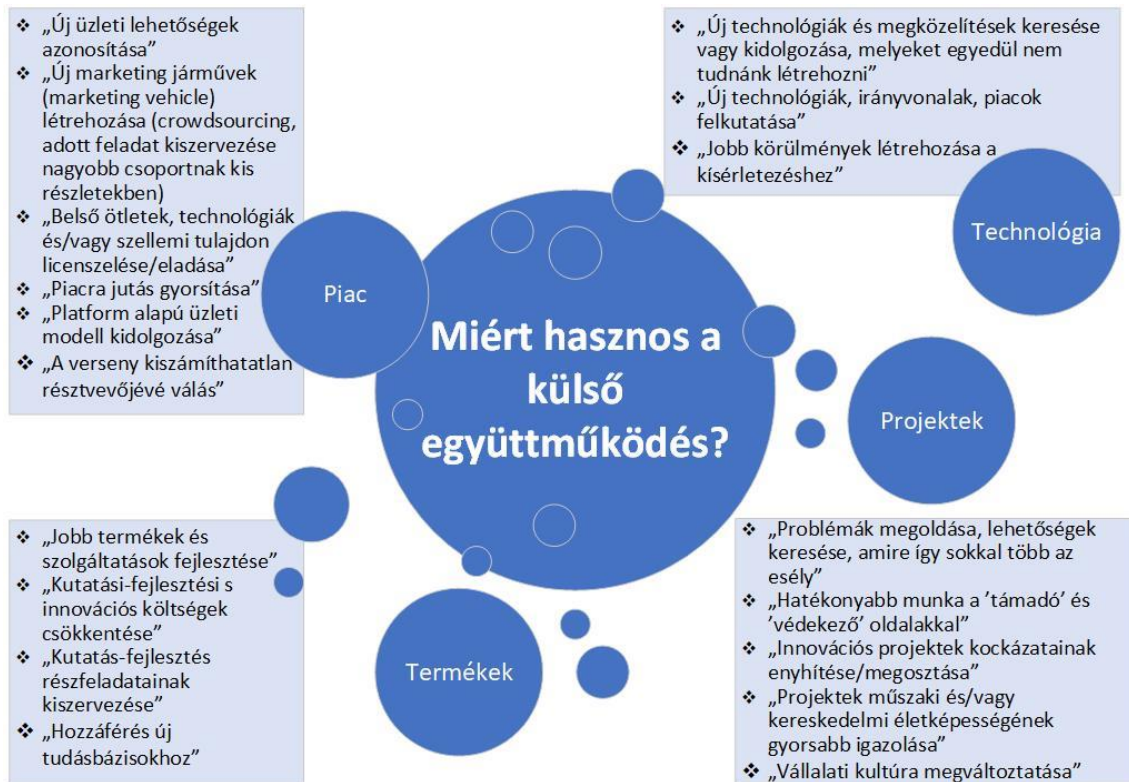 ❖ „Új üzleti lehetőségek
azonosítása”
❖ „Új marketing járművek
(marketing vehicle)
létrehozása (crowdsourcing,
adott feladat kiszervezése
nagyobb csoportnak kis
részletekben)
❖ „Belső ötletek, technológiák
és/vagy szellemi tulajdon
licenszelése/eladása”
❖ „Piacra jutás gyorsítása”
❖ „Platform alapú üzleti
modell kidolgozása”
❖ „A verseny kiszámíthatatlan
résztvevőjévé válás”
Piac
❖ „Új technológiák és megközelítések keresése
vagy kidolgozása, melyeket egyedül nem
tudnánk létrehozni”
❖ „Új technológiák, irányvonalak, piacok
felkutatása”
❖ „Jobb körülmények létrehozása a
kísérletezéshez”
Technológia
Miért hasznos a
külső
együttműködés?
Projektek
❖ „Jobb termékek és
szolgáltatások fejlesztése”
❖ „Kutatási-fejlesztési s
innovációs költségek
csökkentése”
❖ „Kutatás-fejlesztés
részfeladatainak
kiszervezése”
❖ „Hozzáférés új
tudásbázisokhoz”
Termékek
❖ „Problémák megoldása, lehetőségek
keresése, amire így sokkal több az
esély”
❖ „Hatékonyabb munka a ’támadó’ és
’védekező’ oldalakkal”
❖ „Innovációs projektek kockázatainak
enyhítése/megosztása”
❖ „Projektek műszaki és/vagy
kereskedelmi életképességének
gyorsabb igazolása”
❖ „Vállalati kultúra megváltoztatása”